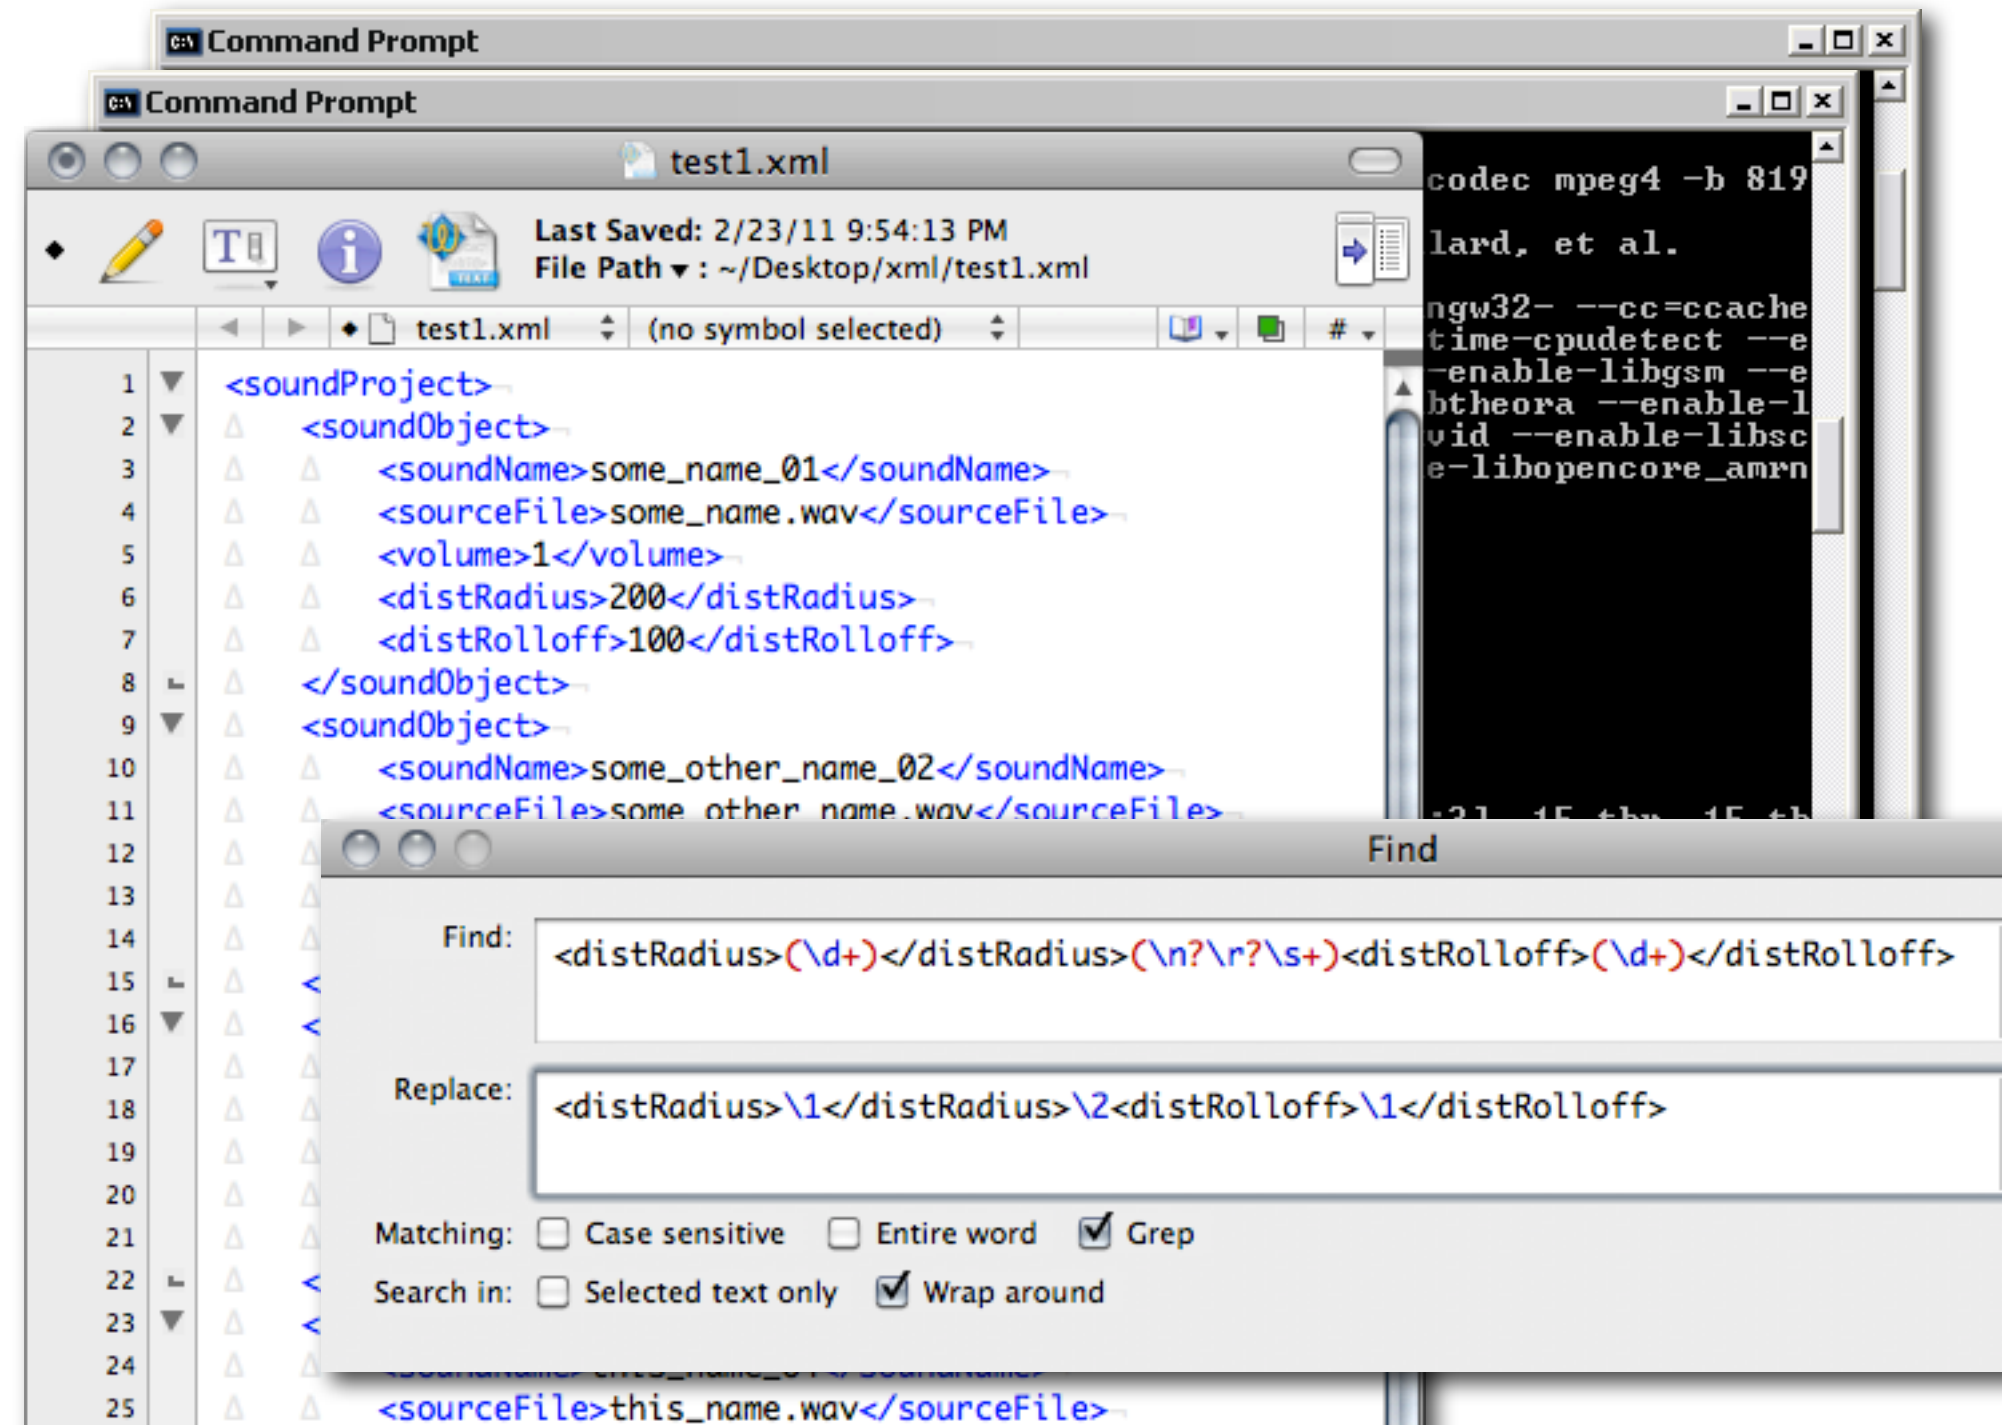 Command Prompt
Command Prompt
test1.xml
Last Saved: 2/23/11 9:54:13 PM
File Path ▾ : ~/Desktop/xml/test1.xml
test1.xml (no symbol selected) #
1 <soundProject>
2 <soundObject>
3 <soundName>some_name_01</soundName>
4 <sourceFile>some_name.wav</sourceFile>
5 <volume>1</volume>
6 <distRadius>200</distRadius>
7 <distRolloff>100</distRolloff>
8 </soundObject>
9 <soundObject>
10 <soundName>some_other_name_02</soundName>
11 <sourceFile>some_other_name.wav</sourceFile>
12
13
14
15 <
16 <
17
18
19
20
21
22 <
23 <
24
25 <sourceFile>this_name.wav</sourceFile>
codec mpeg4 -b 819
lard, et al.
ngw32- --cc=ccache
time-cpudetect --e
-enable-libgsm --e
btheora --enable-l
vid --enable-libsc
e-libopencore_amrn
Find
Find: <distRadius>(\d+)</distRadius>(\n?\r?\s+)<distRolloff>(\d+)</distRolloff>
Replace: <distRadius>\1</distRadius>\2<distRolloff>\1</distRolloff>
Matching: Case sensitive Entire word Grep
Search in: Selected text only Wrap around